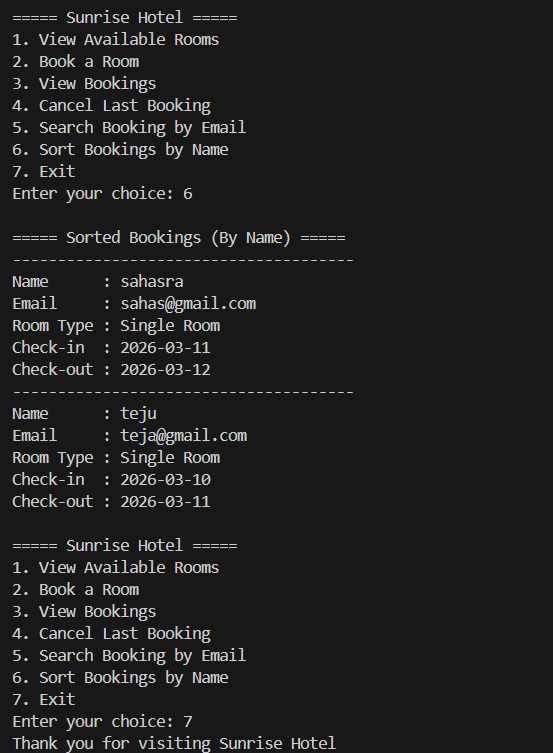 ===== Sunrise Hotel =====
1. View Available Rooms
2. Book a Room
3. View Bookings
4. Cancel Last Booking
5. Search Booking by Email
6. Sort Bookings by Name
7. Exit
Enter your choice: 6

===== Sorted Bookings (By Name) =====
--------------------------------------
Name      : sahasra
Email     : sahas@gmail.com
Room Type : Single Room
Check-in  : 2026-03-11
Check-out : 2026-03-12
--------------------------------------
Name      : teju
Email     : teja@gmail.com
Room Type : Single Room
Check-in  : 2026-03-10
Check-out : 2026-03-11

===== Sunrise Hotel =====
1. View Available Rooms
2. Book a Room
3. View Bookings
4. Cancel Last Booking
5. Search Booking by Email
6. Sort Bookings by Name
7. Exit
Enter your choice: 7
Thank you for visiting Sunrise Hotel